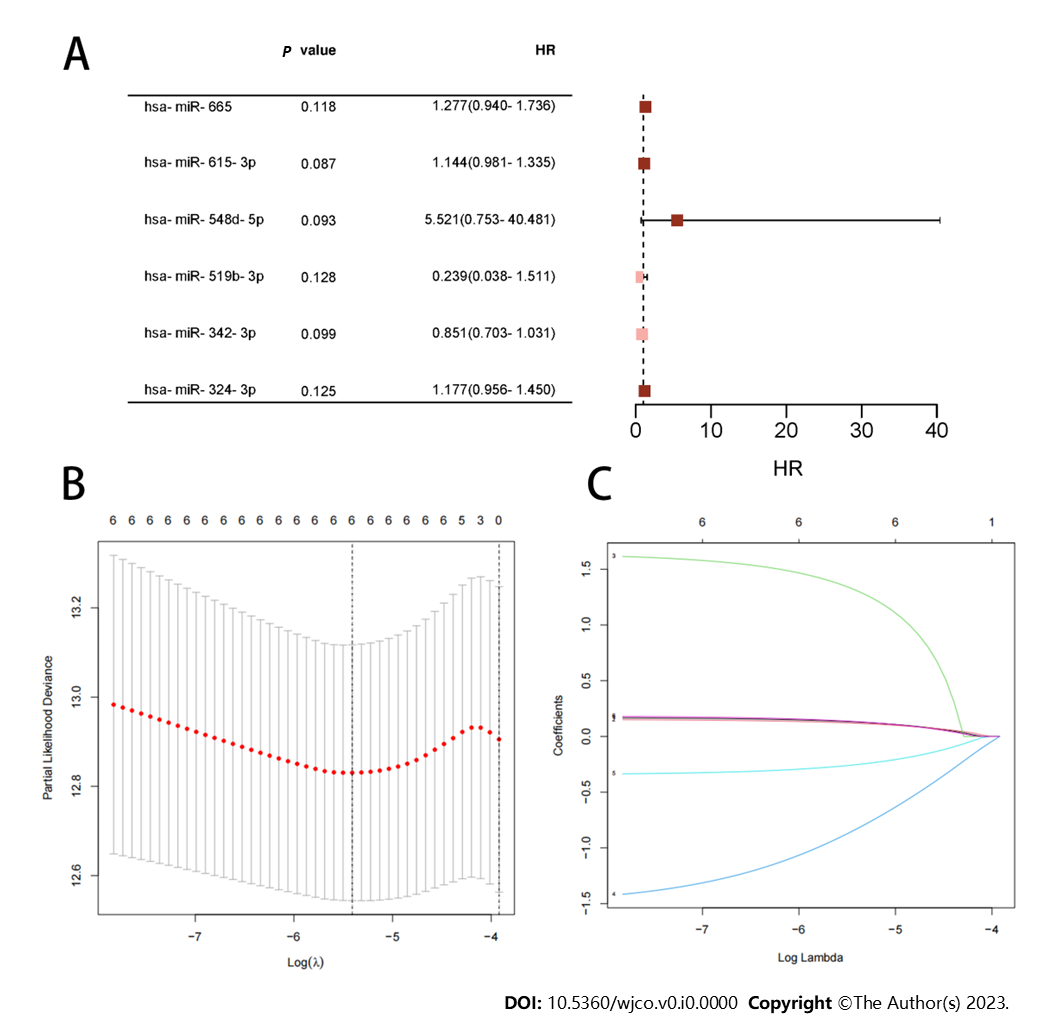 A
P value HR
hsa- miR- 665 0.118 1.277(0.940- 1.736)
hsa- miR- 615- 3p 0.087 1.144(0.981- 1.335)
hsa- miR- 548d- 5p 0.093 5.521(0.753- 40.481)
hsa- miR- 519b- 3p 0.128 0.239(0.038- 1.511)
hsa- miR- 342- 3p 0.099 0.851(0.703- 1.031)
hsa- miR- 324- 3p 0.125 1.177(0.956- 1.450)
0 10 20 30 40
HR
B
6 6 6 6 6 6 6 6 6 6 6 6 6 6 6 6 6 6 6 5 3 0
13.2
13.0
12.8
12.6
Partial Likelihood Deviance
−7 −6 −5 −4
Log(λ)
C
6 6 6 1
1.5
1.0
0.5
0.0
−0.5
−1.0
−1.5
Coefficients
3
5
4
−7 −6 −5 −4
Log Lambda
DOI: 10.5360/wjco.v0.i0.0000 Copyright ©The Author(s) 2023.